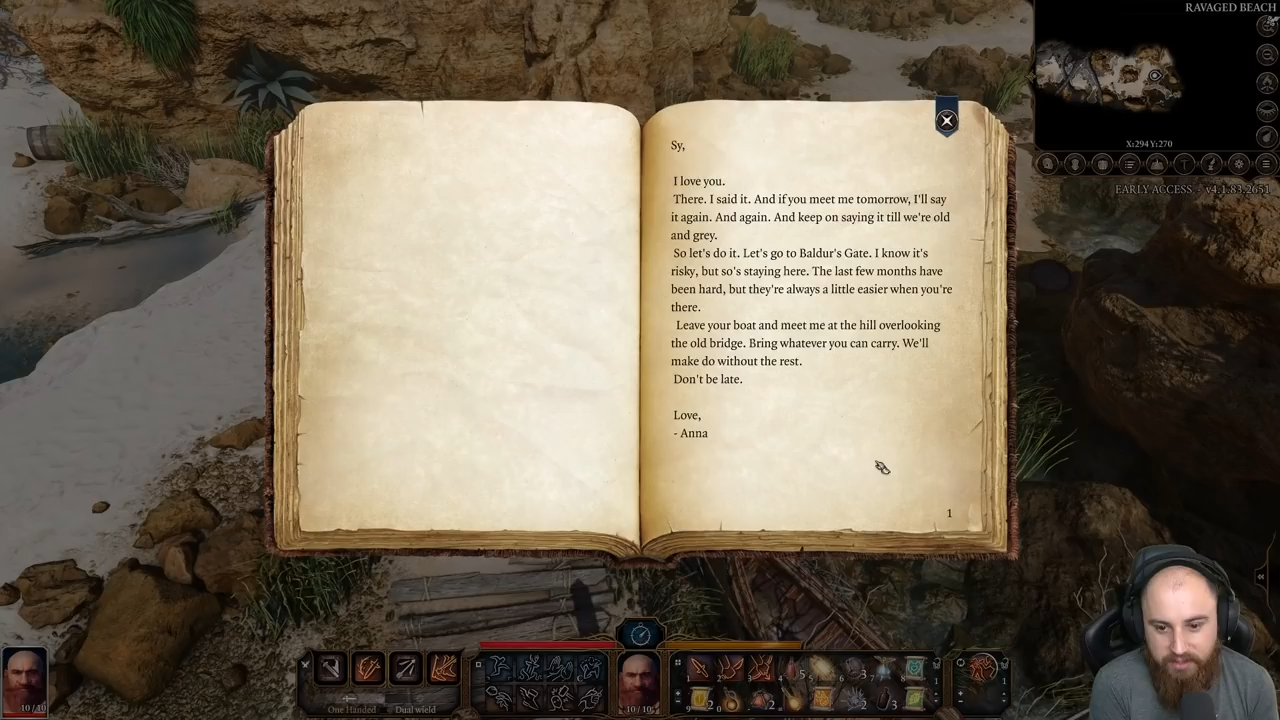 RAVAGED BEACH
X:294 Y:270
EARLY ACCESS - v4.1.83.2651
Sy,
I love you.
There. I said it. And if you meet me tomorrow, I'll say
it again. And again. And keep on saying it till we're old
and grey.
So let's do it. Let's go to Baldur's Gate. I know it's
risky, but so's staying here. The last few months have
been hard, but they're always a little easier when you're
there.
Leave your boat and meet me at the hill overlooking
the old bridge. Bring whatever you can carry. We'll
make do without the rest.
Don't be late.
Love,
- Anna
1
10 / 10
One Handed
Dual wield
10 / 10